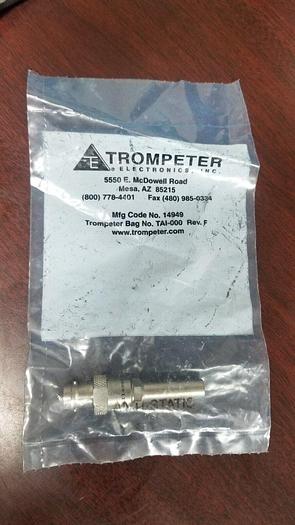 E TROMPETER
® ELECTRONICS, INC.
5550 E. McDowell Road
Mesa, AZ 85215
(800) 778-4401 Fax (480) 985-0334
Mfg Code No. 14949
Trompeter Bag No. TAI-000 Rev. F
www.trompeter.com